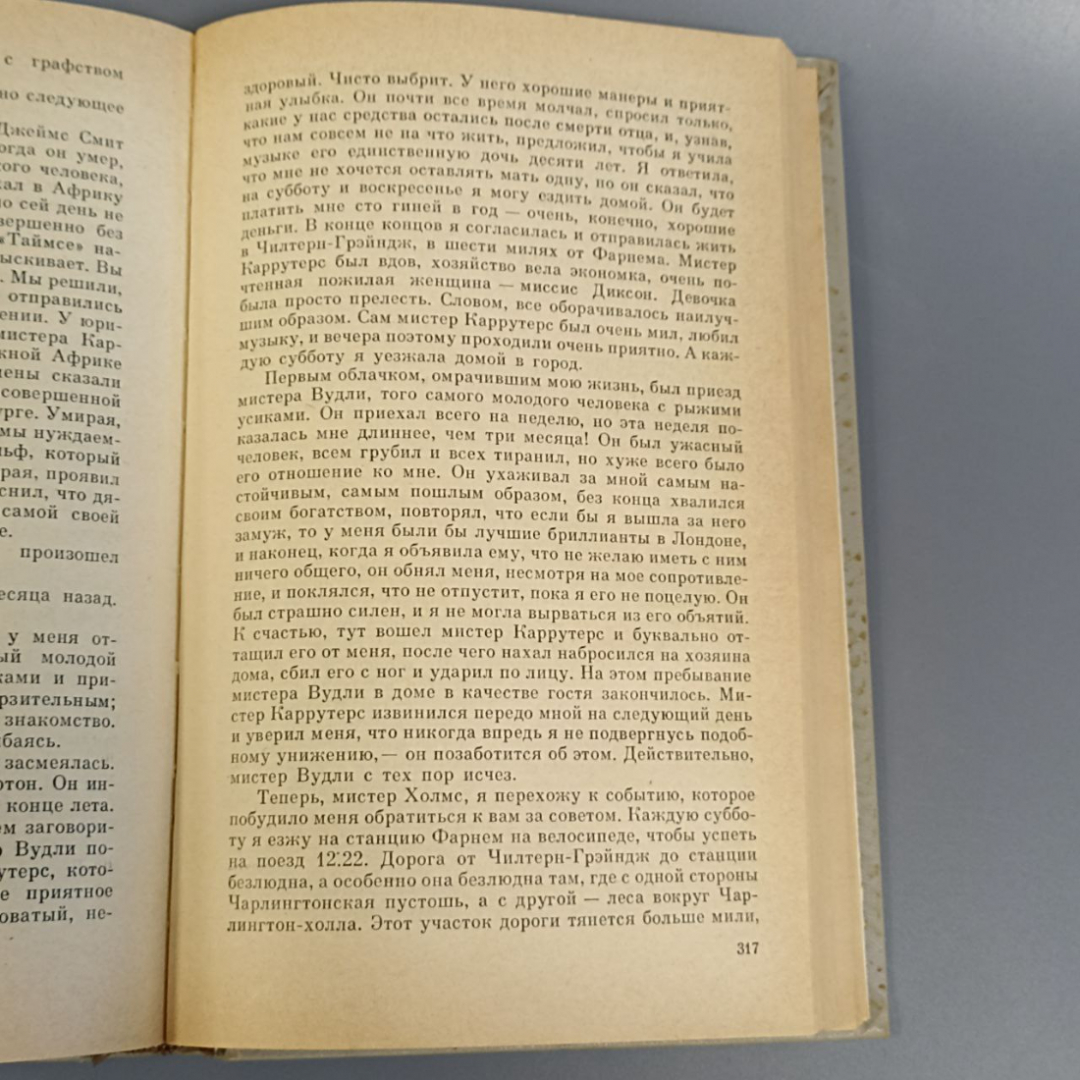 с графством
но следующее
Джеймс Смит
огда он умер,
кого человека,
хал в Африку
о сей день не
вершенно без
«Таймсе» на-
ыскивает. Вы
. Мы решили,
отправились
ении. У юри-
мистера Кар-
жной Африке
мены сказали
совершенной
урге. Умирая,
мы нуждаем-
льф, который
рая, проявил
снил, что дя-
самой своей
е.
произошел
есяца назад.
у меня от-
ый молодой
ками и при-
рзительным;
знакомство.
баясь.
засмеялась.
ртон. Он ин-
конце лета.
ем заговори-
о Вудли по-
утерс, кото-
е приятное
оватый, не-
здоровый. Чисто выбрит. У него хорошие манеры и прият-
ная улыбка. Он почти все время молчал, спросил только,
какие у нас средства остались после смерти отца, и, узнав,
что нам совсем не на что жить, предложил, чтобы я учила
музыке его единственную дочь десяти лет. Я ответила,
что мне не хочется оставлять мать одну, но он сказал, что
на субботу и воскресенье я могу ездить домой. Он будет
платить мне сто гиней в год — очень, конечно, хорошие
деньги. В конце концов я согласилась и отправилась жить
в Чилтерн-Грэйндж, в шести милях от Фарнема. Мистер
Каррутерс был вдов, хозяйство вела экономка, очень по-
чтенная пожилая женщина — миссис Диксон. Девочка
была просто прелесть. Словом, все оборачивалось наилуч-
шим образом. Сам мистер Каррутерс был очень мил, любил
музыку, и вечера поэтому проходили очень приятно. А каж-
дую субботу я уезжала домой в город.
Первым облачком, омрачившим мою жизнь, был приезд
мистера Вудли, того самого молодого человека с рыжими
усиками. Он приехал всего на неделю, но эта неделя по-
казалась мне длиннее, чем три месяца! Он был ужасный
человек, всем грубил и всех тиранил, но хуже всего было
его отношение ко мне. Он ухаживал за мной самым на-
стойчивым, самым пошлым образом, без конца хвалился
своим богатством, повторял, что если бы я вышла за него
замуж, то у меня были бы лучшие бриллианты в Лондоне,
и наконец, когда я объявила ему, что не желаю иметь с ним
ничего общего, он обнял меня, несмотря на мое сопротивле-
ние, и поклялся, что не отпустит, пока я его не поцелую. Он
был страшно силен, и я не могла вырваться из его объятий.
К счастью, тут вошел мистер Каррутерс и буквально от-
тащил его от меня, после чего нахал набросился на хозяина
дома, сбил его с ног и ударил по лицу. На этом пребывание
мистера Вудли в доме в качестве гостя закончилось. Ми-
стер Каррутерс извинился передо мной на следующий день
и уверил меня, что никогда впредь я не подвергнусь подоб-
ному унижению,— он позаботится об этом. Действительно,
мистер Вудли с тех пор исчез.
Теперь, мистер Холмс, я перехожу к событию, которое
побудило меня обратиться к вам за советом. Каждую суббо-
ту я езжу на станцию Фарнем на велосипеде, чтобы успеть
на поезд 12.22. Дорога от Чилтерн-Грэйндж до станции
безлюдна, а особенно она безлюдна там, где с одной стороны
Чарлингтонская пустошь, а с другой — леса вокруг Чар-
лингтон-холла. Этот участок дороги тянется больше мили,
317